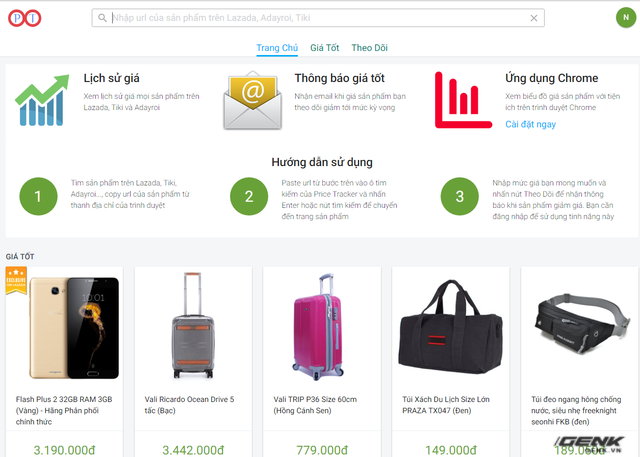 PT
Nhập url của sản phẩm trên Lazada, Adayroi, Tiki
N
Trang Chủ Giá Tốt Theo Dõi
Lịch sử giá
Xem lịch sử giá mọi sản phẩm trên
Lazada, Tiki và Adayroi
Thông báo giá tốt
Nhận email khi giá sản phẩm bạn
theo dõi giảm tới mức kỳ vọng
Ứng dụng Chrome
Xem biểu đồ giá sản phẩm với tiện
ích trên trình duyệt Chrome
Cài đặt ngay
Hướng dẫn sử dụng
1
Tìm sản phẩm trên Lazada, Tiki,
Adayroi..., copy url của sản phẩm từ
thanh địa chỉ của trình duyệt
2
Paste url từ bước trên vào ô tìm
kiếm của Price Tracker và nhấn
Enter hoặc nút tìm kiếm để chuyển
đến trang sản phẩm
3
Nhập mức giá bạn mong muốn và
nhấn nút Theo Dõi để nhận thông
báo khi sản phẩm giảm giá. Bạn cần
đăng nhập để sử dụng tính năng này
GIÁ TỐT
10:01
Flash Plus 2 32GB RAM 3GB
(Vàng) - Hãng Phân phối
chính thức
3.190.000đ
Vali Ricardo Ocean Drive 5
tấc (Bạc)
3.442.000đ
Vali TRIP P36 Size 60cm
(Hồng Cánh Sen)
779.000đ
Túi Xách Du Lịch Size Lớn
PRAZA TX047 (Đen)
149.000đ
Túi đeo ngang hông chống
nước, siêu nhẹ freeknight
seonhi FKB (đen)
189.000đ
GENK
GENK.VN